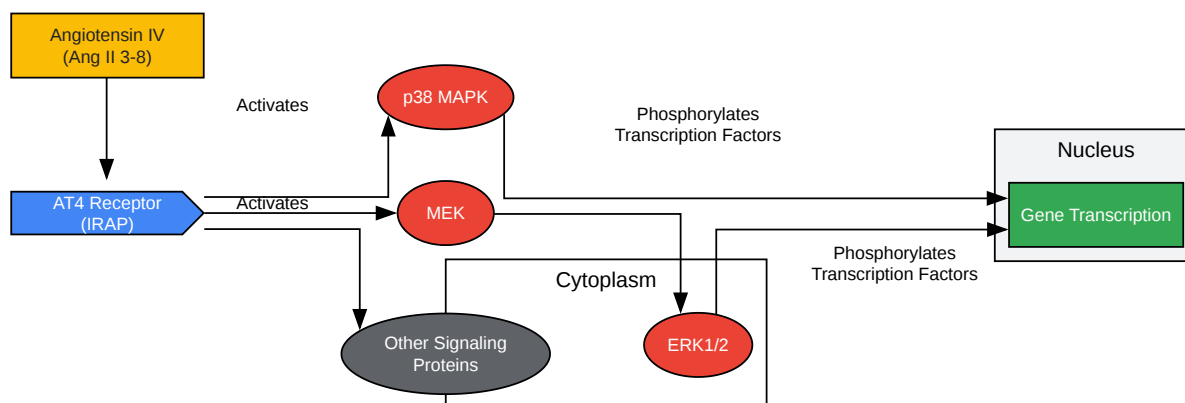 Angiotensin IV
(Ang II 3-8)
Activates
p38 MAPK
Phosphorylates
Transcription Factors
Nucleus
AT4 Receptor
(IRAP)
Activates
MEK
Gene Transcription
Phosphorylates
Transcription Factors
Cytoplasm
Other Signaling
Proteins
ERK1/2